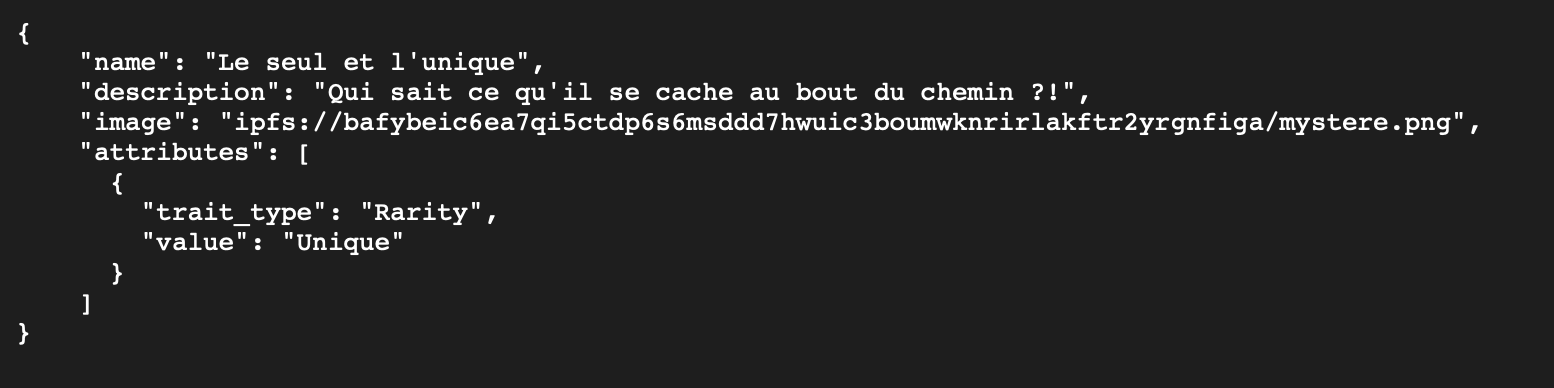 {
"name": "Le seul et l'unique",
"description": "Qui sait ce qu'il se cache au bout du chemin ?!",
"image": "ipfs://bafybeic6ea7qi5ctdp6s6msddd7hwuic3boumwknrirlakftr2yrgnfiga/mystere.png",
"attributes": [
{
"trait_type": "Rarity",
"value": "Unique"
}
]
}